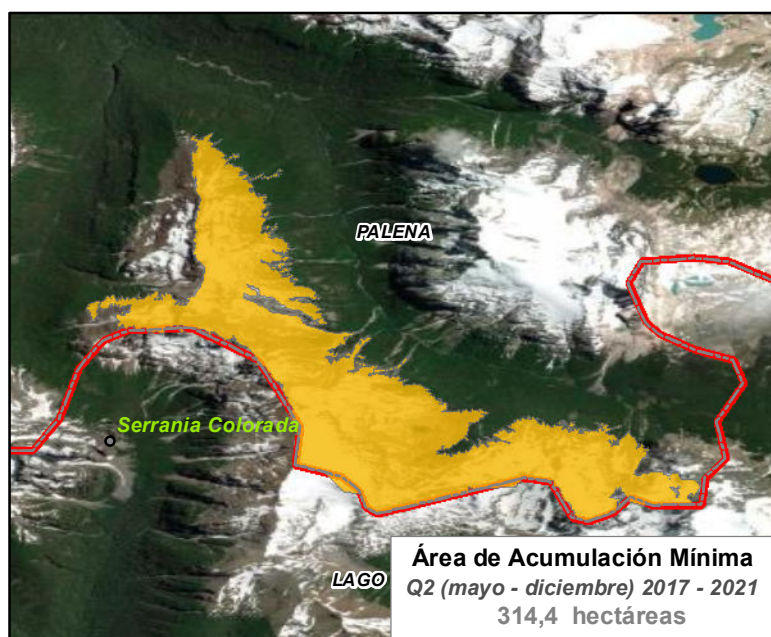 PALENA
Serrania Colorada
LAGO
Área de Acumulación Mínima
Q2 (mayo - diciembre) 2017 - 2021
314,4 hectáreas